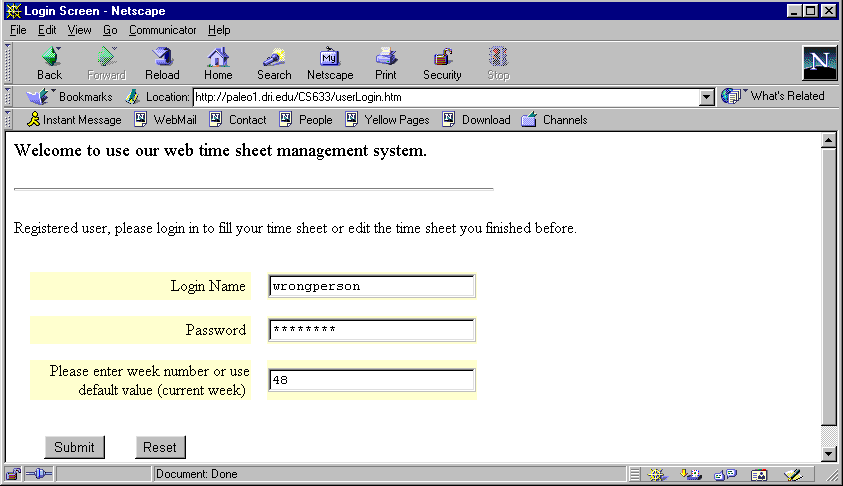 Login Screen - Netscape
File Edit View Go Communicator Help
Back Forward Reload Home Search My Netscape Print Security Stop N
Bookmarks Location: http://paleo1.dri.edu/CS633/userLogin.htm What's Related
Instant Message WebMail Contact People Yellow Pages Download Channels
Welcome to use our web time sheet management system.
Registered user, please login in to fill your time sheet or edit the time sheet you finished before.
Login Name wrongperson
Password ********
Please enter week number or use
default value (current week) 48
Submit Reset
Document: Done